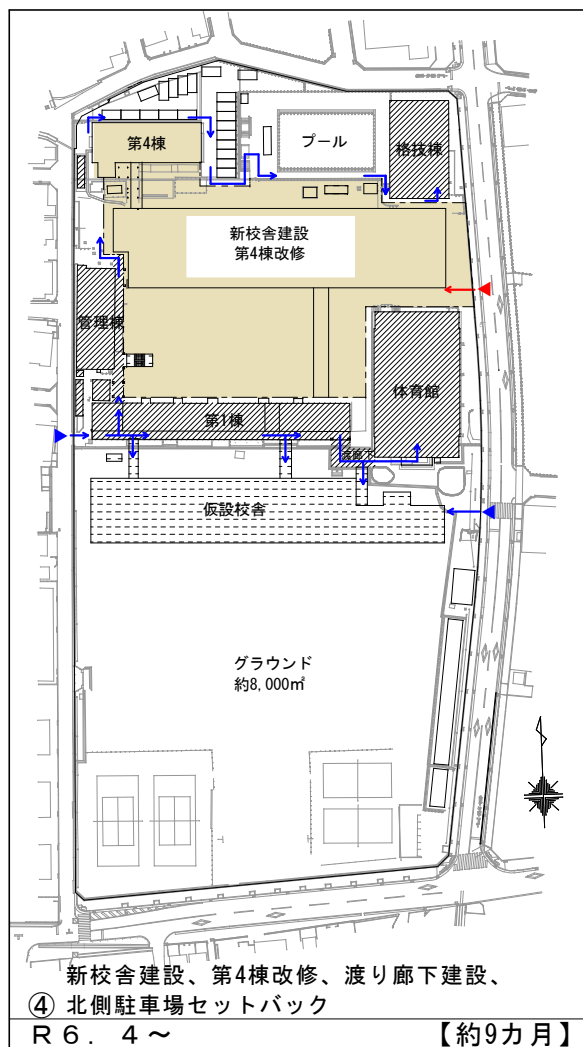 第4棟
プール
格技棟
新校舎建設
第4棟改修
管理棟
体育館
第1棟
渡廊下
仮設校舎
グラウンド
約8,000㎡
新校舎建設、第4棟改修、渡り廊下建設、
④ 北側駐車場セットバック
R6.4～ 【約9カ月】